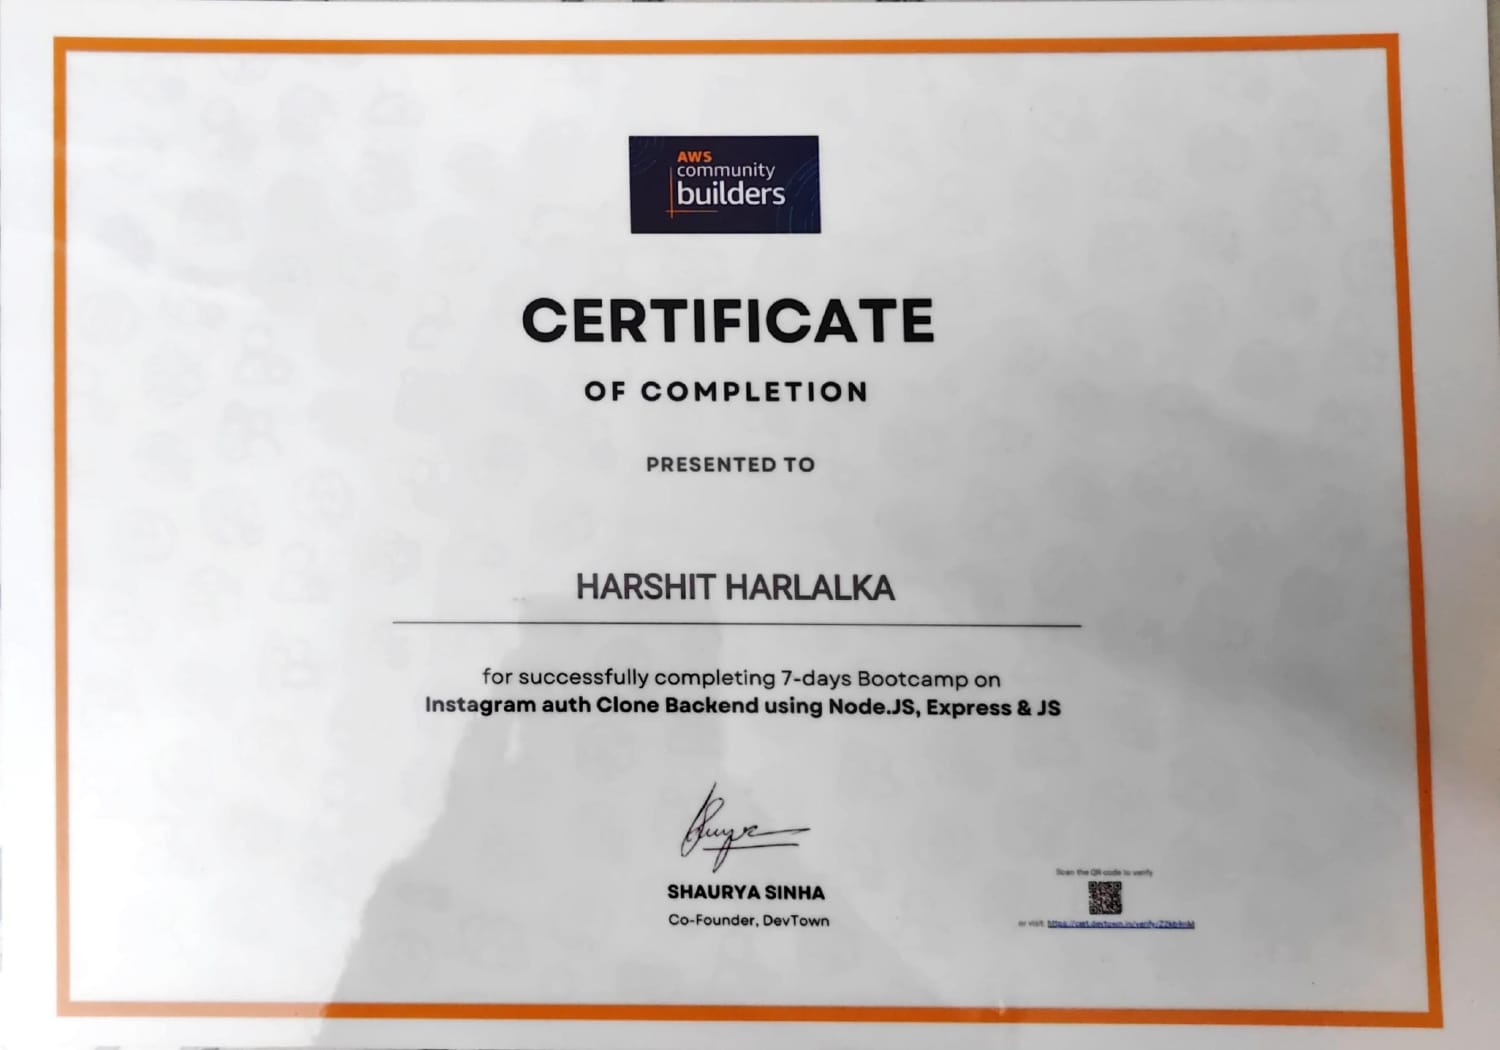 AWS
community
builders
CERTIFICATE
OF COMPLETION
PRESENTED TO
HARSHIT HARLALKA
for successfully completing 7-days Bootcamp on
Instagram auth Clone Backend using Node.JS, Express & JS
SHAURYA SINHA
Co-Founder, DevTown
Scan the QR code to verify
or visit: